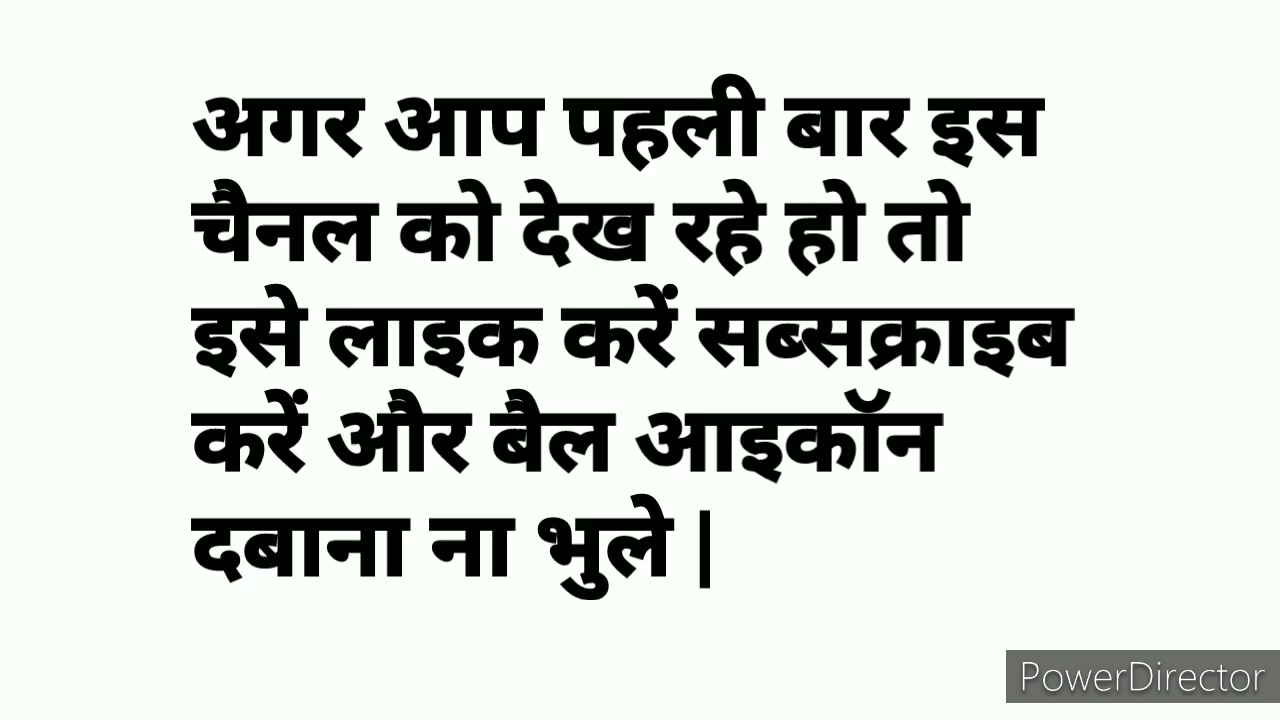 अगर आप पहली बार इस
चैनल को देख रहे हो तो
इसे लाइक करें सब्सक्राइब
करें और बैल आइकॉन
दबाना ना भुले |
PowerDirector